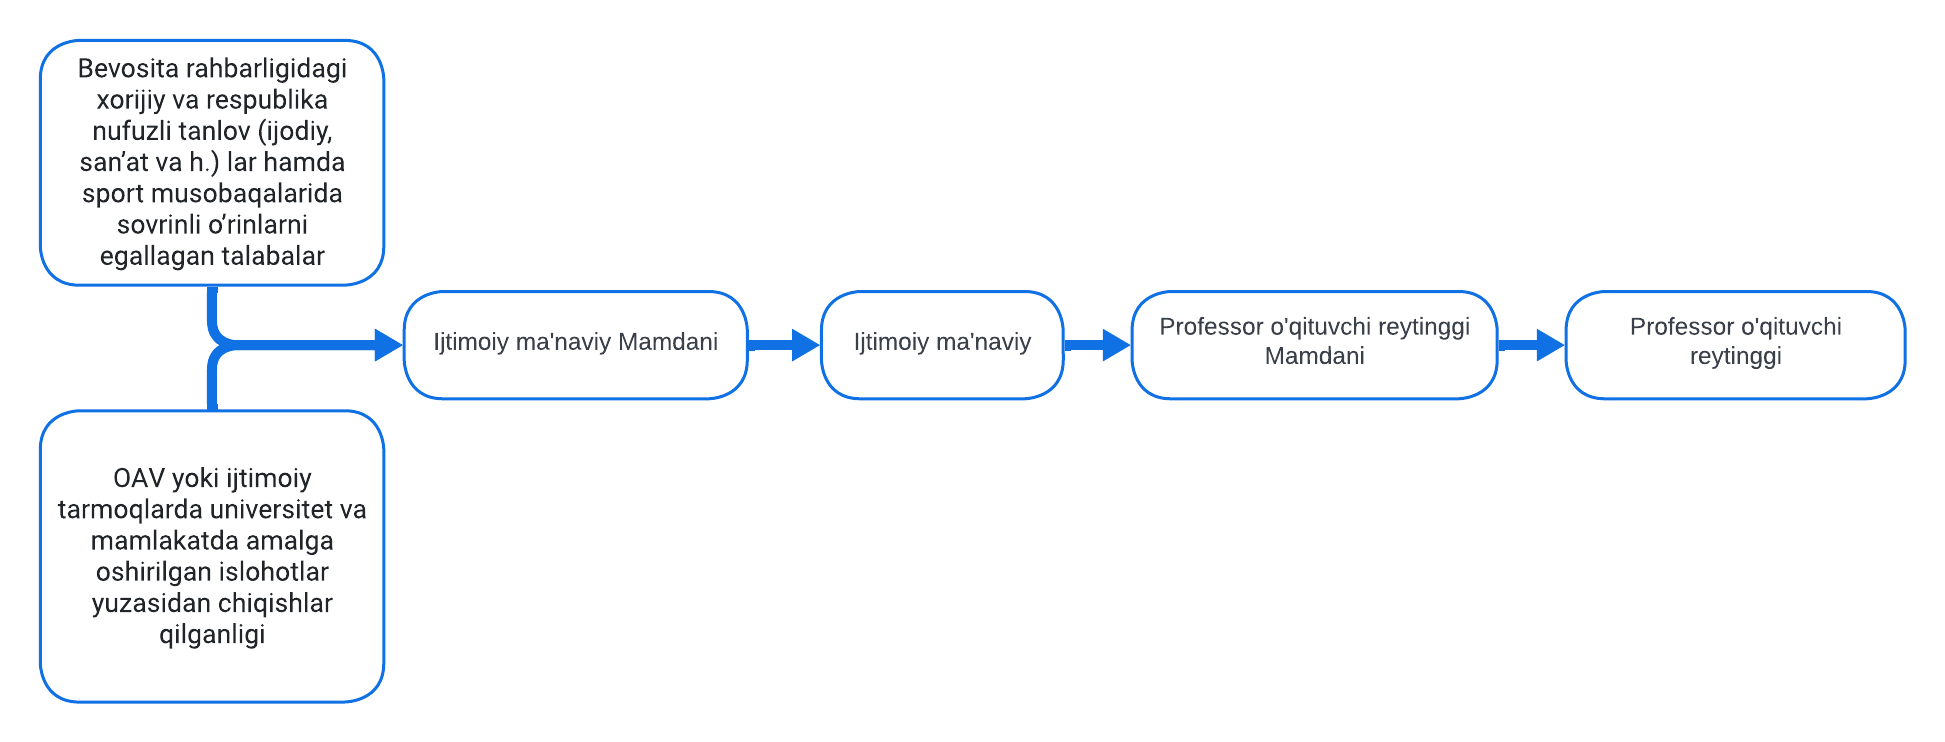 Bevosita rahbarligidagi
xorijiy va respublika
nufuzli tanlov (ijodiy,
san’at va h.) lar hamda
sport musobaqalarida
sovrinli o’rinlarni
egallagan talabalar
OAV yoki ijtimoiy
tarmoqlarda universitet va
mamlakatda amalga
oshirilgan islohotlar
yuzasidan chiqishlar
qilganligi
Ijtimoiy ma'naviy Mamdani
Ijtimoiy ma'naviy
Professor o'qituvchi reytinggi
Mamdani
Professor o'qituvchi
reytinggi